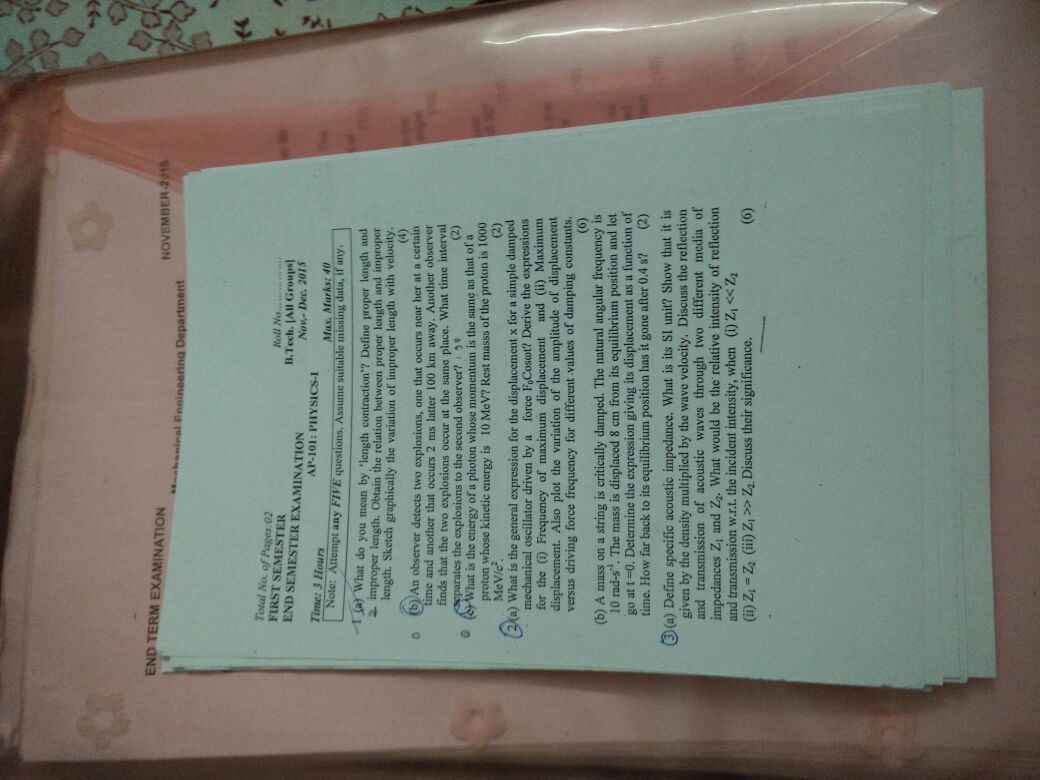 END TERM EXAMINATION NOVEMBER-2015
Mechanical Engineering Department
Total No. of Pages:02 Roll No.....................
FIRST SEMESTER B.Tech. [All Groups]
END SEMESTER EXAMINATION Nov.- Dec. 2015
AP-101: PHYSICS-I
Time: 3 Hours Max. Marks: 40
Note: Attempt any FIVE questions. Assume suitable missing data, if any.
1 (a) What do you mean by 'length contraction'? Define proper length and
2 improper length. Obtain the relation between proper length and improper
length. Sketch graphically the variation of improper length with velocity.
(4)
(b) An observer detects two explosions, one that occurs near her at a certain
time and another that occurs 2 ms latter 100 km away. Another observer
finds that the two explosions occur at the same place. What time interval
separates the explosions to the second observer? (2)
(c) What is the energy of a photon whose momentum is the same as that of a
proton whose kinetic energy is 10 MeV? Rest masss of the proton is 1000
MeV/c². (2)
2 (a) What is the general expression for the displacement x for a simple damped
mechanical oscillator driven by a force F₀Cosωt? Derive the expressions
for the (i) Frequency of maximum displacement and (ii) Maximum
displacement. Also plot the variation of the amplitude of displacement
versus driving force frequency for different values of damping constants.
(6)
(b) A mass on a string is critically damped. The natural angular frequency is
10 rad-s⁻¹. The mass is displaced 8 cm from its equilibrium position and let
go at t =0. Determine the expression giving its displacement as a function of
time. How far back to its equilibrium position has it gone after 0.4 s? (2)
3 (a) Define specific acoustic impedance. What is its SI unit? Show that it is
given by the density multiplied by the wave velocity. Discuss the reflection
and transmission of acoustic waves through two different media of
impedances Z₁ and Z₂. What would be the relative intensity of reflection
and transmission w.r.t. the incident intensity, when (i) Z₁ << Z₂
(ii) Z₁ = Z₂ (iii) Z₁ >> Z₂. Discuss their significance. (6)